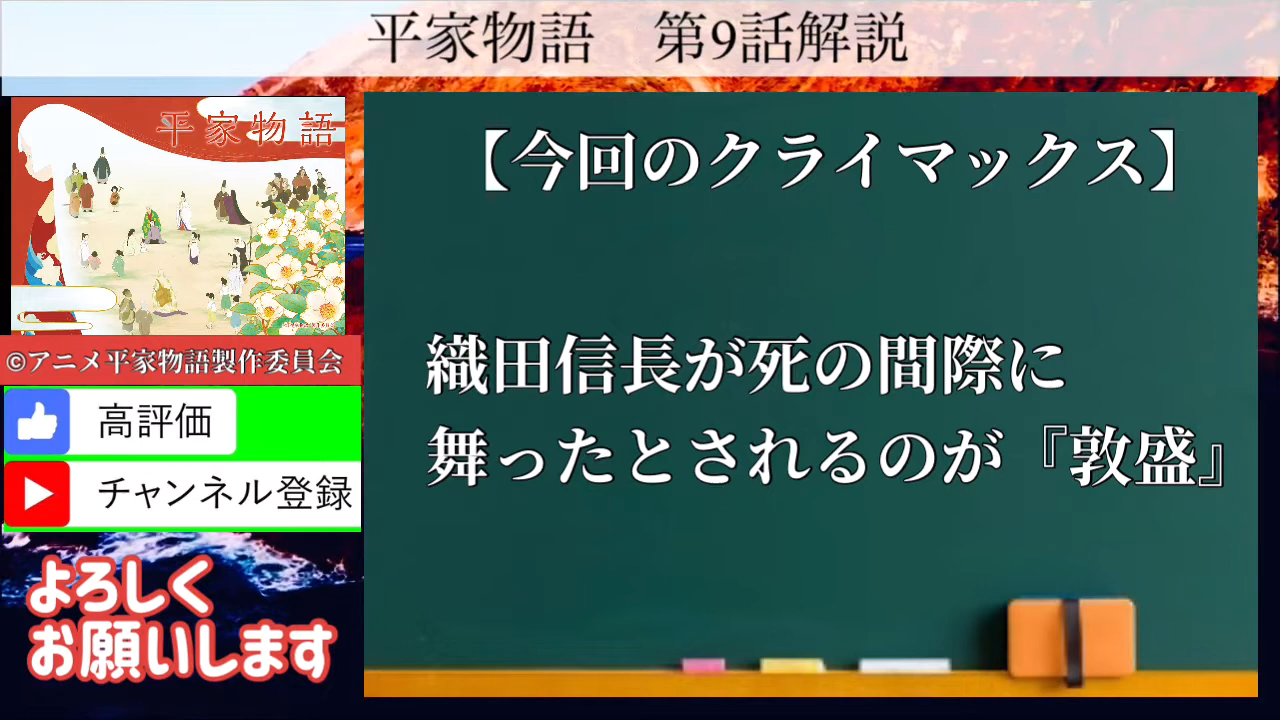 平家物語　第9話解説
平家物語
©アニメ平家物語製作委員会
高評価
チャンネル登録
よろしく
お願いします
【今回のクライマックス】
織田信長が死の間際に
舞ったとされるのが『敦盛』